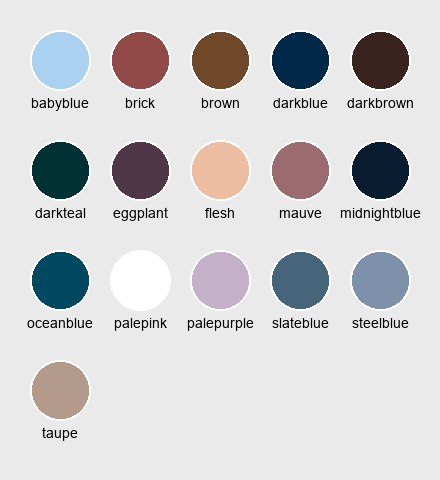 babyblue brick brown darkblue darkbrown
darkteal eggplant flesh mauve midnightblue
oceanblue palepink palepurple slateblue steelblue
taupe